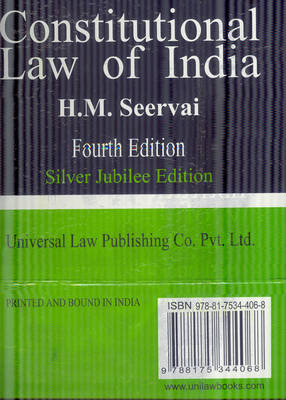 Constitutional
Law of India
H.M. Seervai
Fourth Edition
Silver Jubilee Edition
Universal Law Publishing Co. Pvt. Ltd.
PRINTED AND BOUND IN INDIA
ISBN 978-81-7534-406-8
9 788175 344068
www.unilawbooks.com